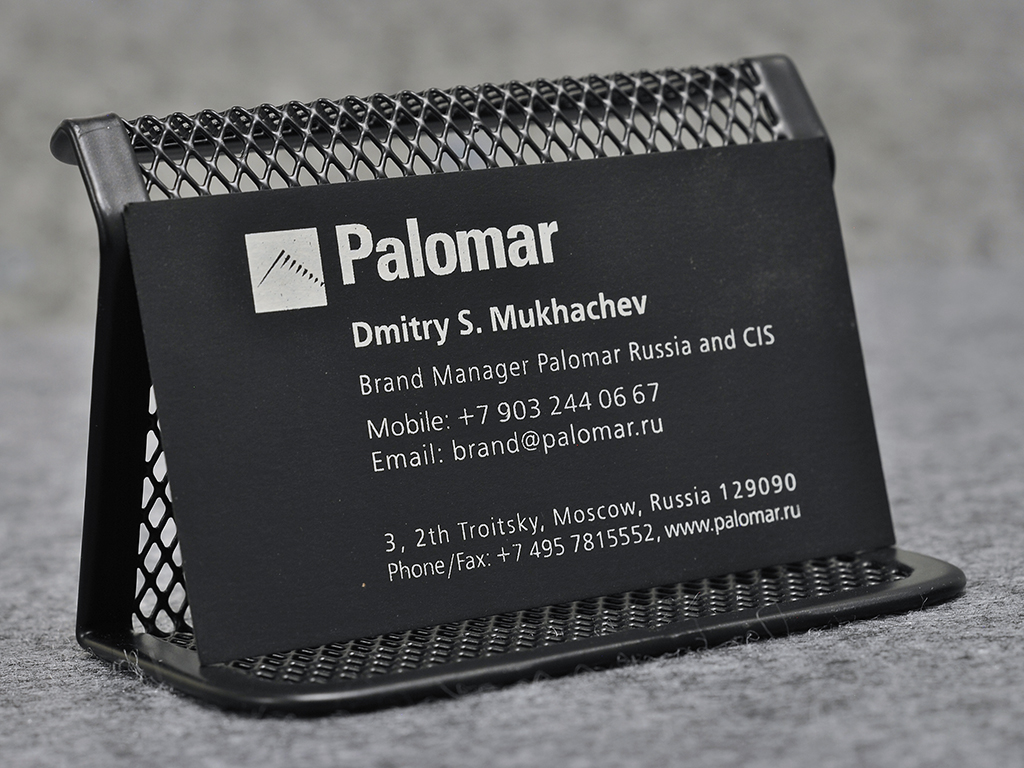 Palomar
Dmitry S. Mukhachev
Brand Manager Palomar Russia and CIS
Mobile: +7 903 244 06 67
Email: brand@palomar.ru
3, 2th Troitsky, Moscow, Russia 129090
Phone/Fax: +7 495 7815552, www.palomar.ru